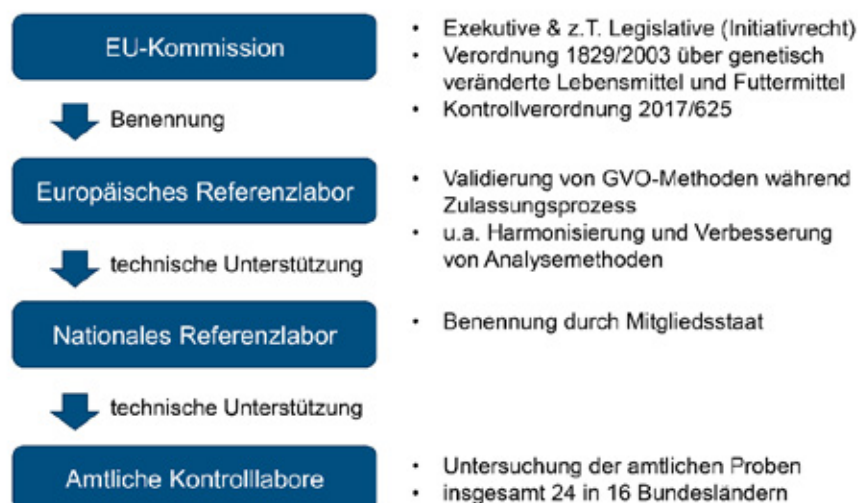 EU-Kommission
• Exekutive & z.T. Legislative (Initiativrecht)
• Verordnung 1829/2003 über genetisch
veränderte Lebensmittel und Futtermittel
• Kontrollverordnung 2017/625
Benennung
Europäisches Referenzlabor
• Validierung von GVO-Methoden während
Zulassungsprozess
• u.a. Harmonisierung und Verbesserung
von Analysemethoden
technische Unterstützung
Nationales Referenzlabor
• Benennung durch Mitgliedsstaat
technische Unterstützung
Amtliche Kontrolllabore
• Untersuchung der amtlichen Proben
• insgesamt 24 in 16 Bundesländern